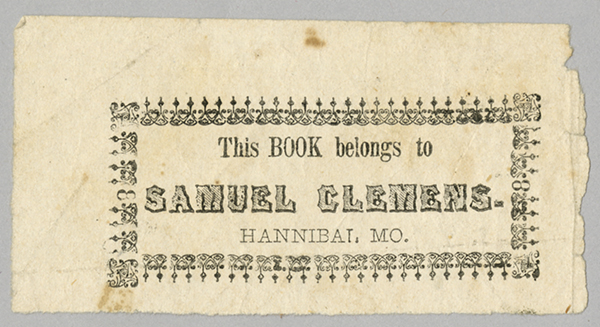 This BOOK belongs to
SAMUEL CLEMENS.
HANNIBAL MO.